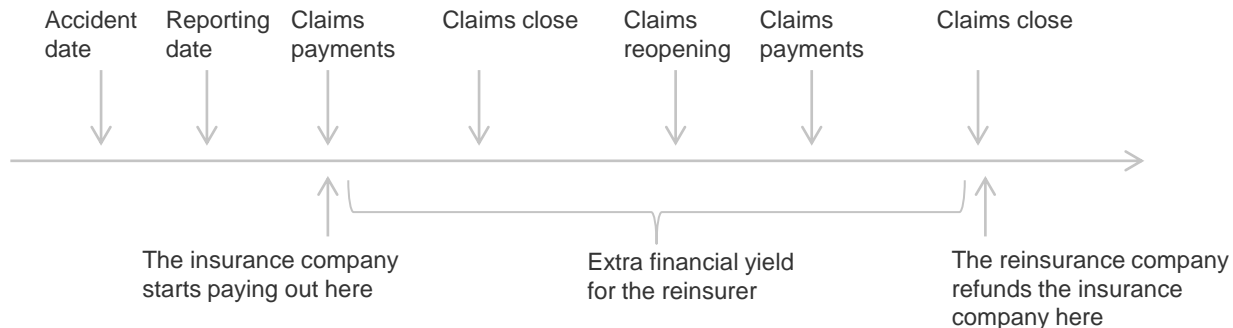 Accident
date
Reporting
date
Claims
payments
Claims close
Claims
reopening
Claims
payments
Claims close
The insurance company
starts paying out here
Extra financial yield
for the reinsurer
The reinsurance company
refunds the insurance
company here